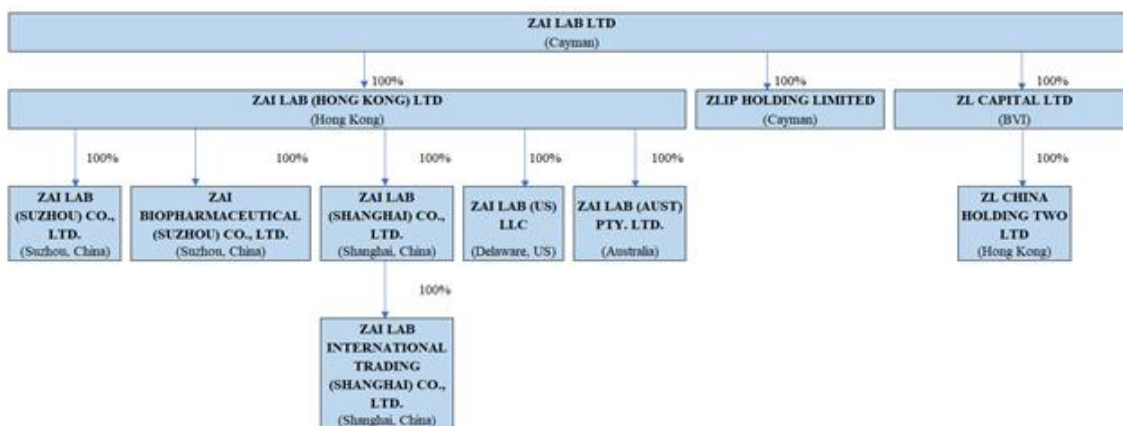 ZAI LAB LTD
(Cayman)
100%
100%
100%
ZAI LAB (HONG KONG) LTD
(Hong Kong)
ZLIP HOLDING LIMITED
(Cayman)
ZL CAPITAL LTD
(BVI)
100%
100%
100%
100%
100%
100%
ZAI LAB
(SUZHOU) CO.,
LTD.
(Suzhou, China)
ZAI
BIOPHARMACEUTICAL
(SUZHOU) CO., LTD.
(Suzhou, China)
ZAI LAB
(SHANGHAI) CO.,
LTD.
(Shanghai, China)
ZAI LAB (US)
LLC
(Delaware, US)
ZAI LAB (AUST)
PTY. LTD.
(Australia)
ZL CHINA
HOLDING TWO
LTD
(Hong Kong)
100%
ZAI LAB
INTERNATIONAL
TRADING
(SHANGHAI) CO.,
LTD.
(Shanghai, China)